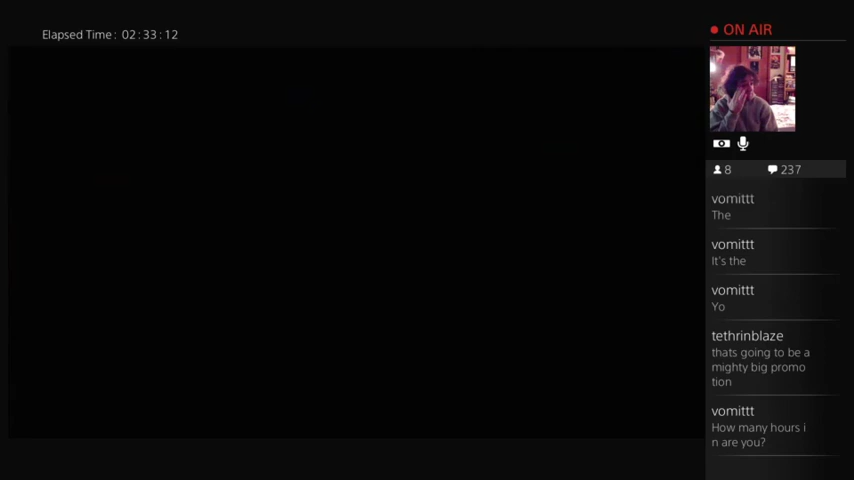 Elapsed Time: 02:33:12
ON AIR
8 237
vomittt
The
vomittt
It's the
vomittt
Yo
tethrinblaze
thats going to be a
mighty big promo
tion
vomittt
How many hours i
n are you?